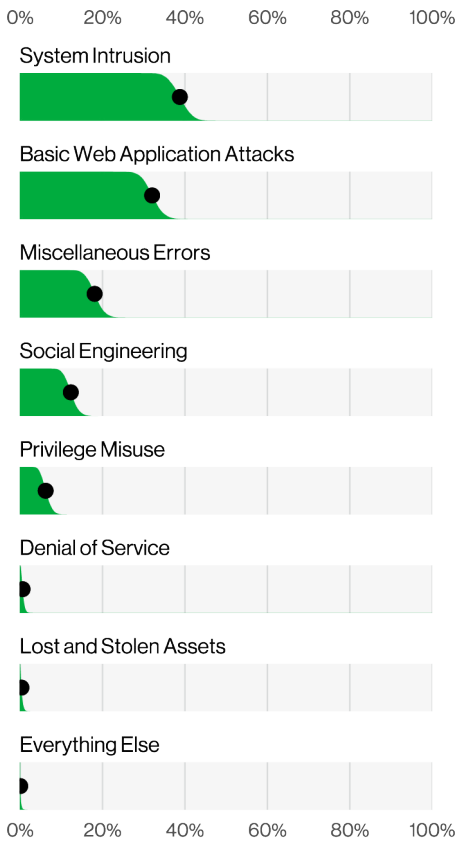 0% 20% 40% 60% 80% 100%
System Intrusion
Basic Web Application Attacks
Miscellaneous Errors
Social Engineering
Privilege Misuse
Denial of Service
Lost and Stolen Assets
Everything Else
0% 20% 40% 60% 80% 100%